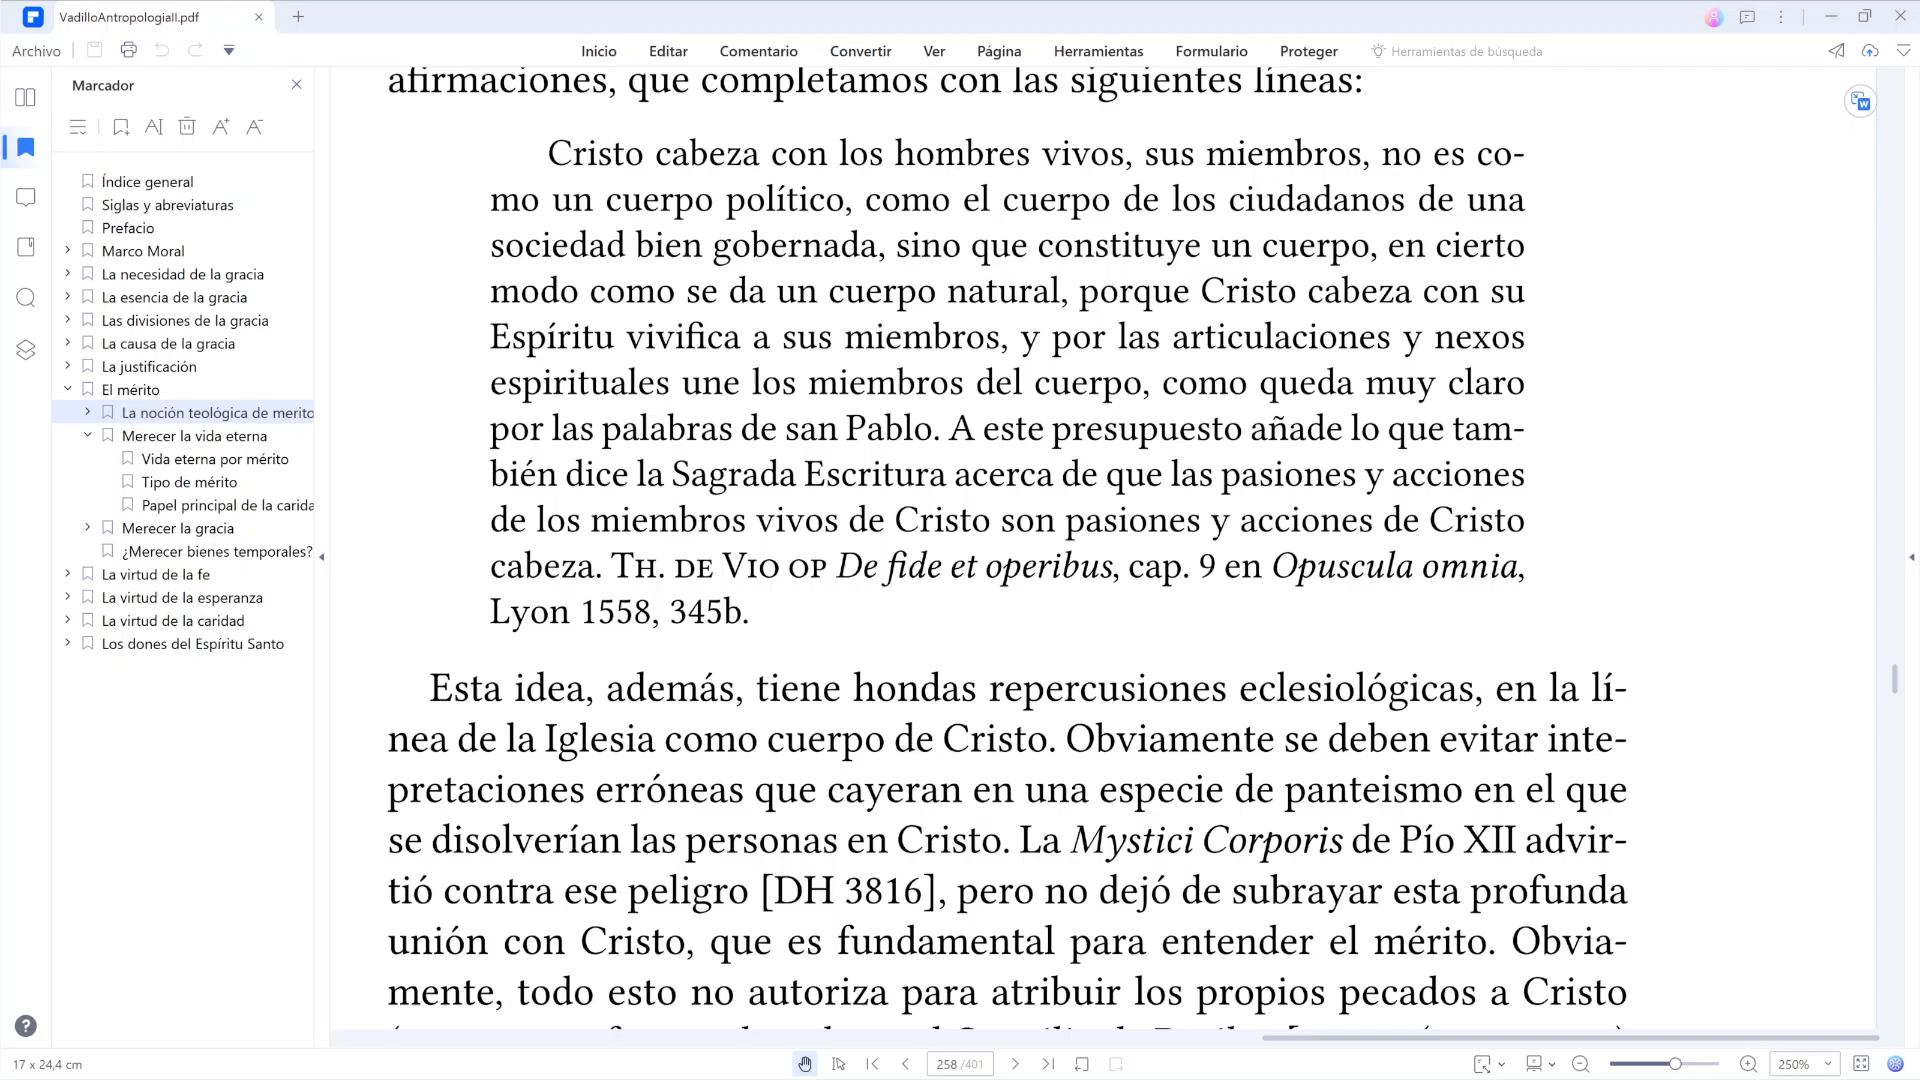 VadilloAntropologiaII.pdf
Archivo
Inicio
Editar
Comentario
Convertir
Ver
Página
Herramientas
Formulario
Proteger
Herramientas de búsqueda
Marcador
Índice general
Siglas y abreviaturas
Prefacio
Marco Moral
La necesidad de la gracia
La esencia de la gracia
Las divisiones de la gracia
La causa de la gracia
La justificación
El mérito
La noción teológica de merito
Merecer la vida eterna
Vida eterna por mérito
Tipo de mérito
Papel principal de la carida
Merecer la gracia
¿Merecer bienes temporales?
La virtud de la fe
La virtud de la esperanza
La virtud de la caridad
Los dones del Espíritu Santo
afirmaciones, que completamos con las siguientes líneas:
Cristo cabeza con los hombres vivos, sus miembros, no es co-
mo un cuerpo político, como el cuerpo de los ciudadanos de una
sociedad bien gobernada, sino que constituye un cuerpo, en cierto
modo como se da un cuerpo natural, porque Cristo cabeza con su
Espíritu vivifica a sus miembros, y por las articulaciones y nexos
espirituales une los miembros del cuerpo, como queda muy claro
por las palabras de san Pablo. A este presupuesto añade lo que tam-
bién dice la Sagrada Escritura acerca de que las pasiones y acciones
de los miembros vivos de Cristo son pasiones y acciones de Cristo
cabeza. Th. de Vio op De fide et operibus, cap. 9 en Opuscula omnia,
Lyon 1558, 345b.
Esta idea, además, tiene hondas repercusiones eclesiológicas, en la lí-
nea de la Iglesia como cuerpo de Cristo. Obviamente se deben evitar inte-
pretaciones erróneas que cayeran en una especie de panteismo en el que
se disolverían las personas en Cristo. La Mystici Corporis de Pío XII advir-
tió contra ese peligro [DH 3816], pero no dejó de subrayar esta profunda
unión con Cristo, que es fundamental para entender el mérito. Obvia-
mente, todo esto no autoriza para atribuir los propios pecados a Cristo
17 x 24,4 cm
258 /401
250%